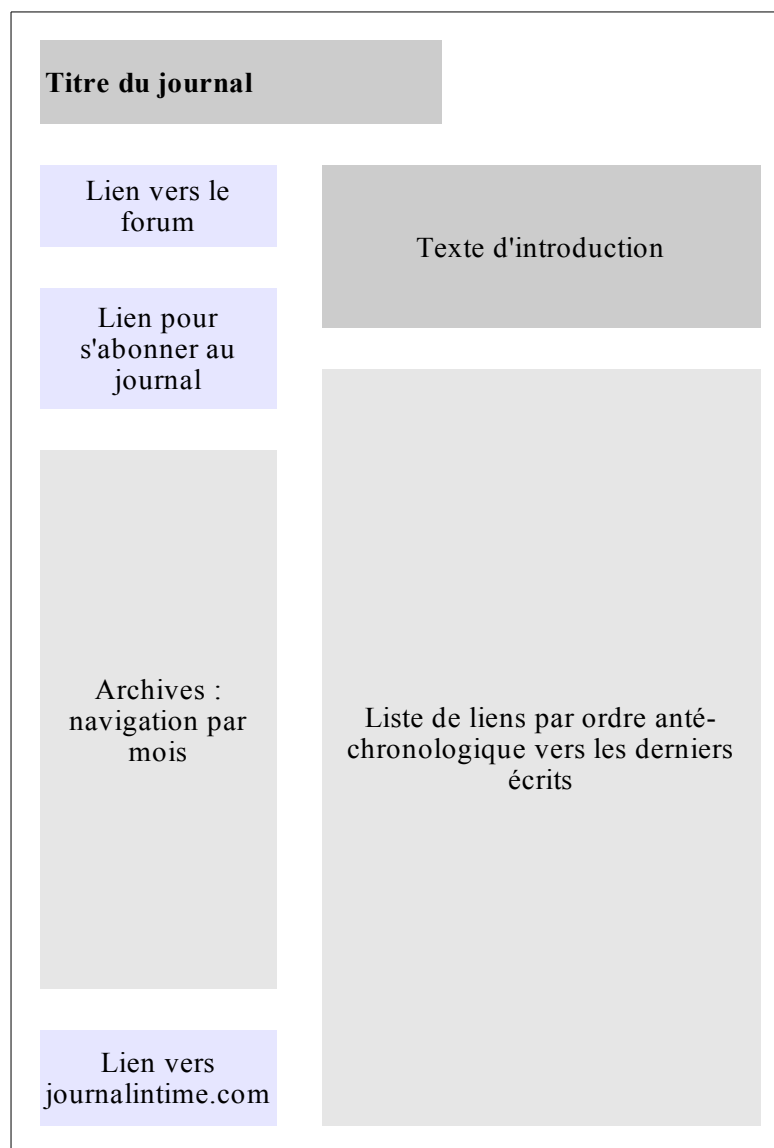 Titre du journal
Lien vers le
forum
Lien pour
s'abonner au
journal
Archives :
navigation par
mois
Lien vers
journalintime.com
Texte d'introduction
Liste de liens par ordre anté-
chronologique vers les derniers
écrits